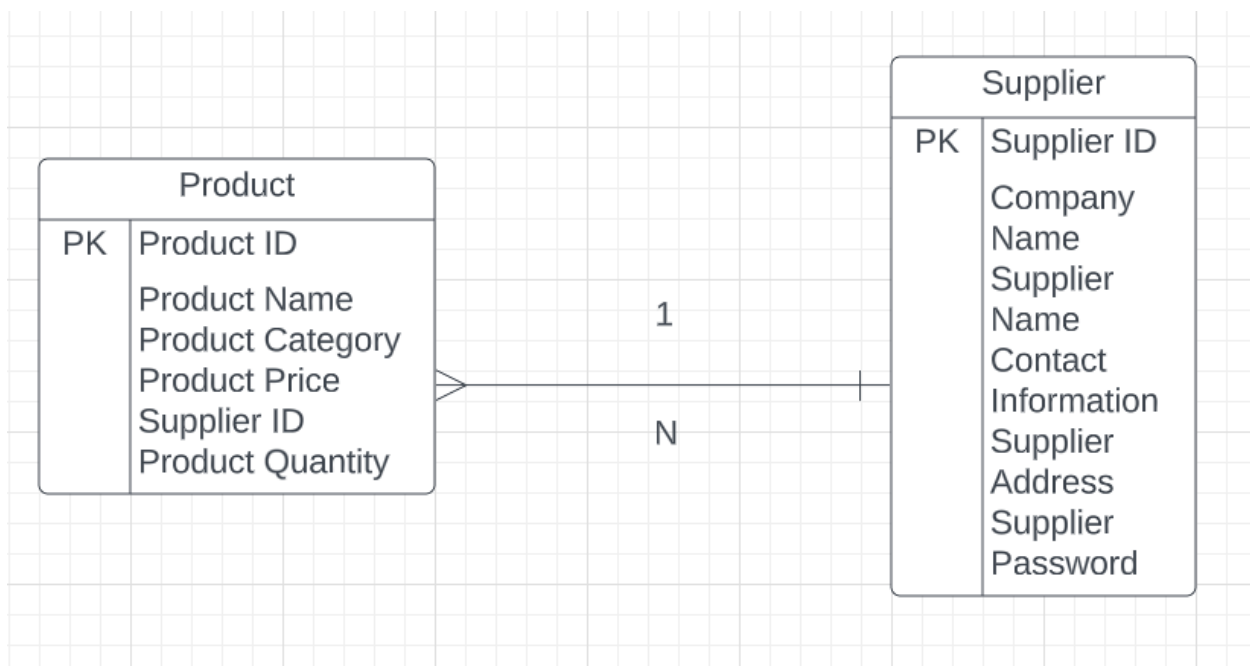 Product
PK Product ID
Product Name
Product Category
Product Price
Supplier ID
Product Quantity
1
N
Supplier
PK Supplier ID
Company
Name
Supplier
Name
Contact
Information
Supplier
Address
Supplier
Password